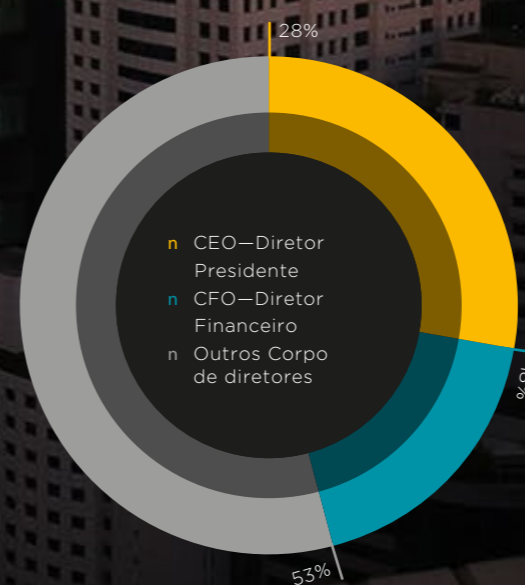 28%
n CEO—Diretor
Presidente
n CFO—Diretor
Financeiro
n Outros Corpo
de diretores
53%